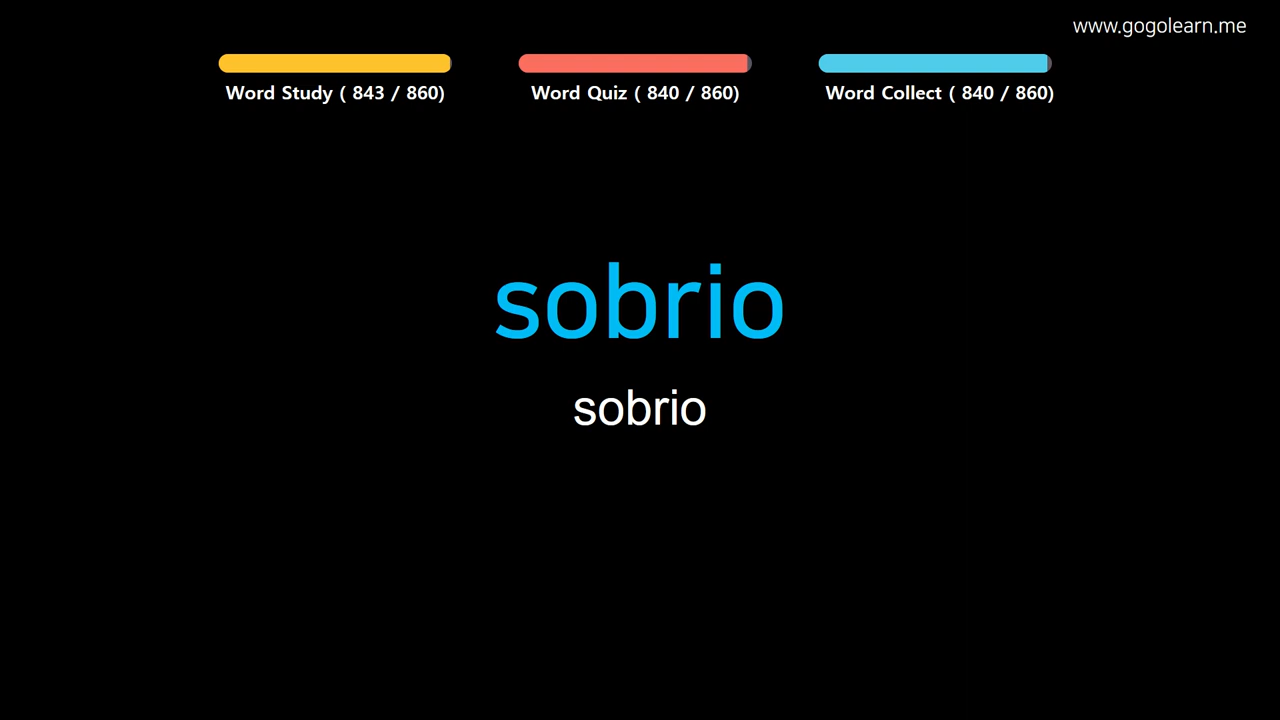 www.gogolearn.me
Word Study ( 843 / 860)
Word Quiz ( 840 / 860)
Word Collect ( 840 / 860)
sobrio
sobrio